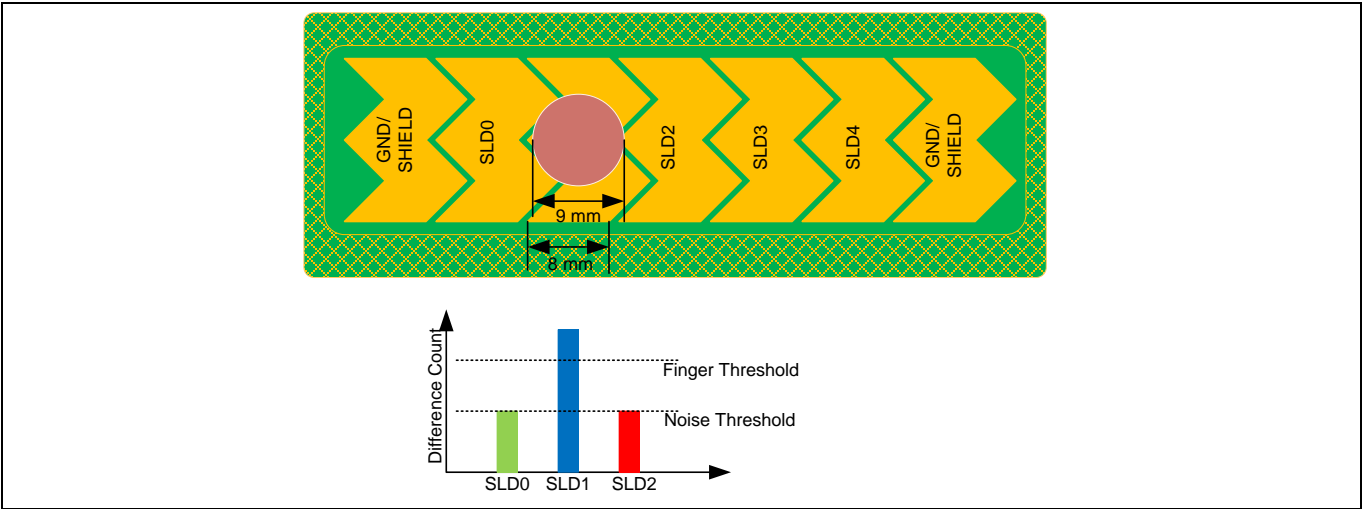 GND/
SHIELD
SLD0
SLD2
SLD3
SLD4
GND/
SHIELD
9 mm
8 mm
Difference Count
Finger Threshold
Noise Threshold
SLD0
SLD1
SLD2